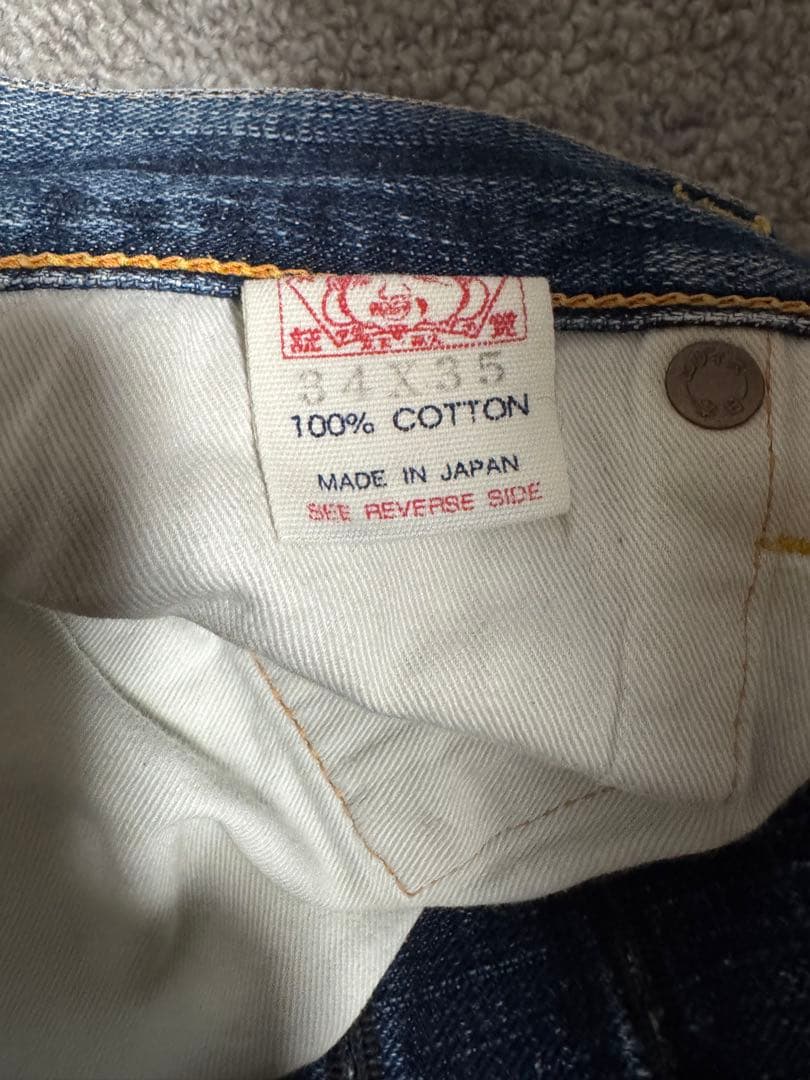 34X35
100% COTTON
MADE IN JAPAN
SEE REVERSE SIDE